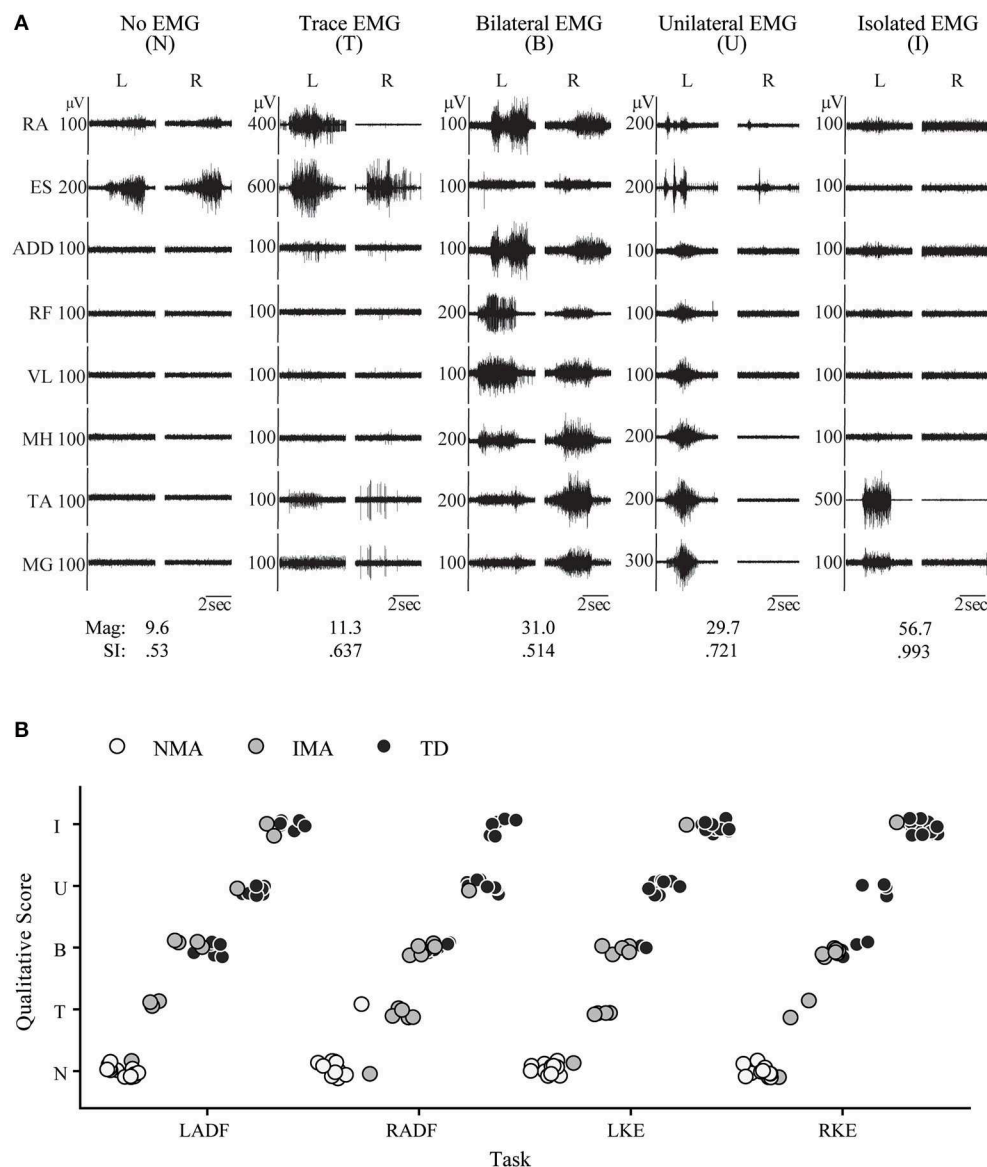 A
No EMG
(N)
Trace EMG
(T)
Bilateral EMG
(B)
Unilateral EMG
(U)
Isolated EMG
(I)
L R L R L R L R L R
µV µV µV µV µV
RA 100 400 100 200 100
ES 200 600 100 200 100
ADD 100 100 100 100 100
RF 100 100 200 100 100
VL 100 100 100 100 100
MH 100 100 200 200 100
TA 100 100 200 200 500
MG 100 100 100 300 100
2sec 2sec 2sec 2sec 2sec
Mag: 9.6 11.3 31.0 29.7 56.7
SI: .53 .637 .514 .721 .993
B
NMA IMA TD
Qualitative Score
I
U
B
T
N
LADF RADF LKE RKE
Task